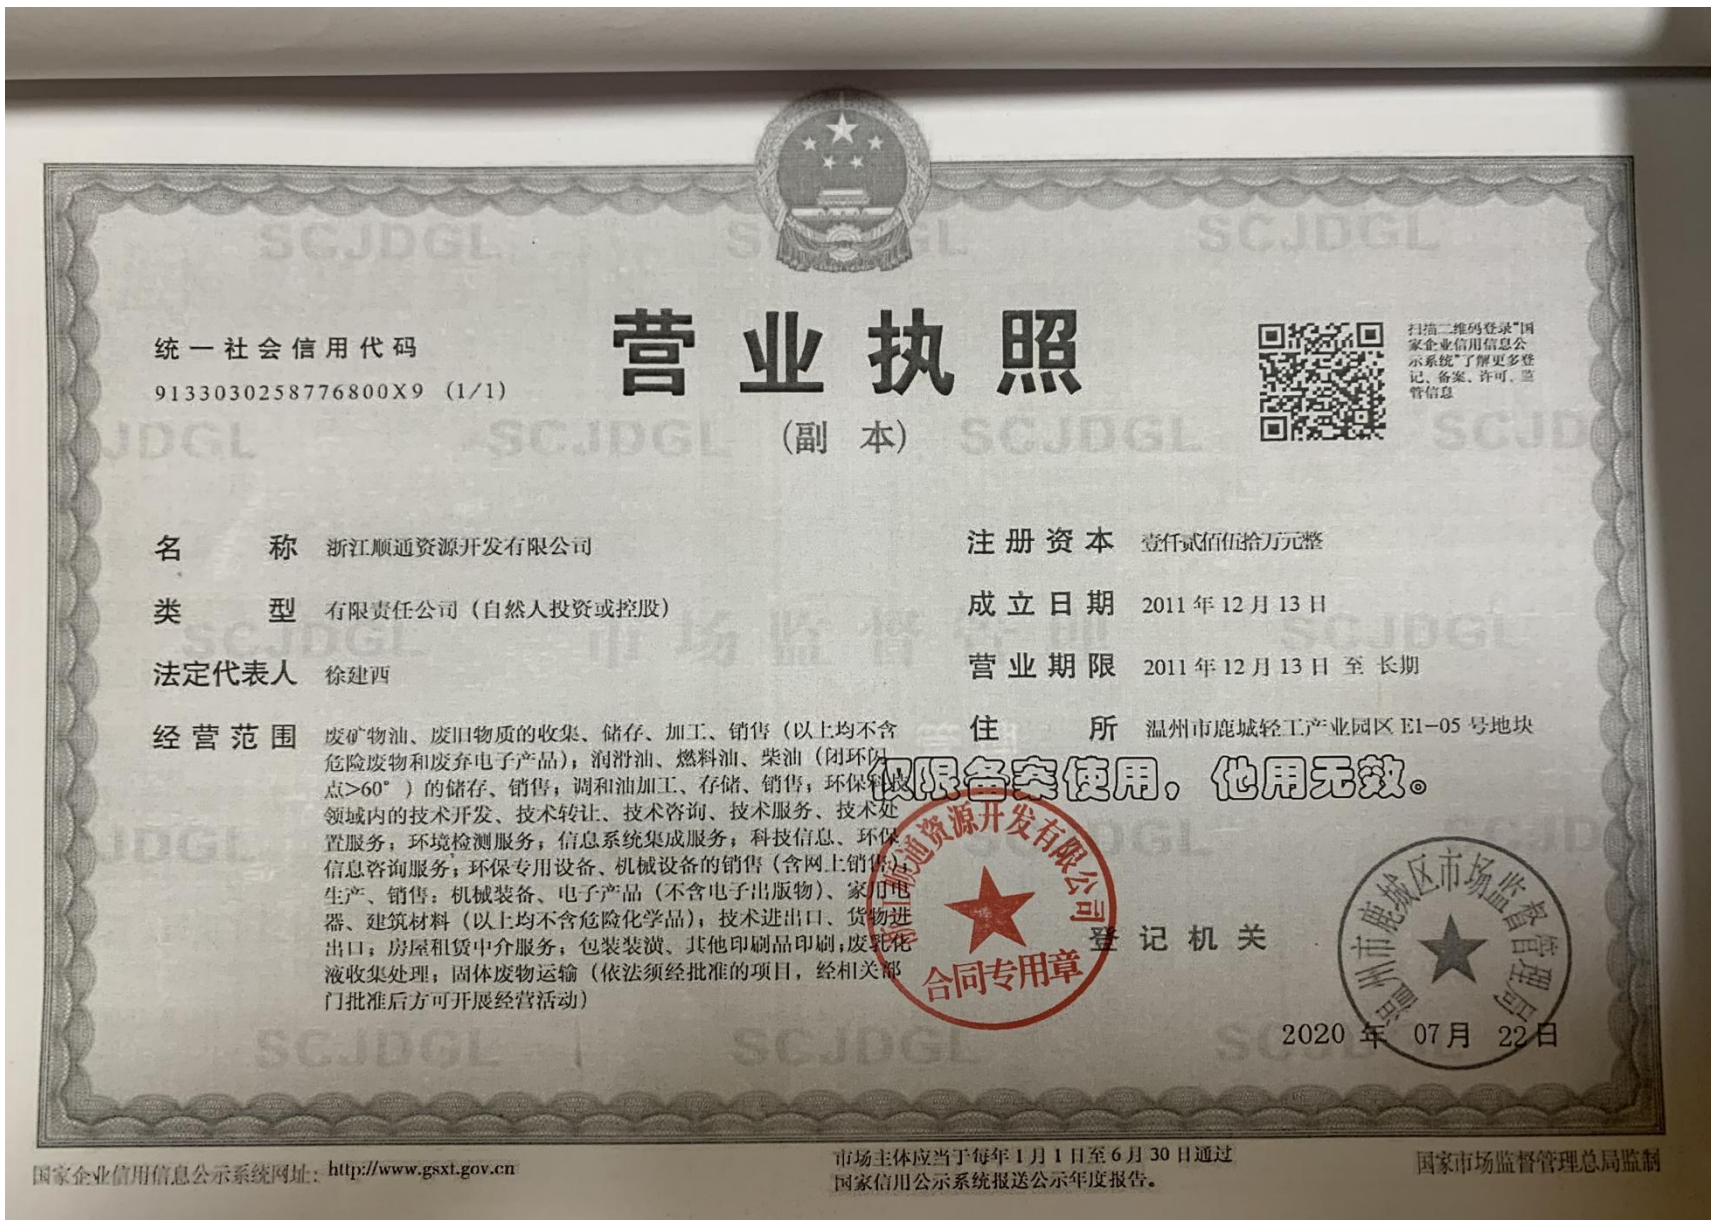 营业执照
(副 本)
统一社会信用代码
9133030258776800X9 (1/1)
扫描二维码登录“国
家企业信用信息公
示系统”了解更多登
记、备案、许可、监
管信息
名 称 浙江顺通资源开发有限公司
类 型 有限责任公司（自然人投资或控股）
法定代表人 徐建西
经营范围 废矿物油、废旧物质的收集、储存、加工、销售（以上均不含
危险废物和废弃电子产品）；润滑油、燃料油、柴油（闭环闪
点>60°）的储存、销售；调和油加工、存储、销售；环保科技
领域内的技术开发、技术转让、技术咨询、技术服务、技术处
置服务；环境检测服务；信息系统集成服务；科技信息、环保
信息咨询服务；环保专用设备、机械设备的销售（含网上销售）；
生产、销售：机械装备、电子产品（不含电子出版物）、家用电
器、建筑材料（以上均不含危险化学品）；技术进出口、货物进
出口；房屋租赁中介服务；包装装潢、其他印刷品印刷；废乳化
液收集处理；固体废物运输（依法须经批准的项目，经相关部
门批准后方可开展经营活动）
注册资本 壹仟贰佰伍拾万元整
成立日期 2011年12月13日
营业期限 2011年12月13日 至 长期
住 所 温州市鹿城轻工产业园区E1-05号地块
仅限备案使用，他用无效。
浙江顺通资源开发有限公司
合同专用章
登记机关
温州市鹿城区市场监督管理局
2020 年 07月 22日
国家企业信用信息公示系统网址：http://www.gsxt.gov.cn
市场主体应当于每年1月1日至6月30日通过
国家信用公示系统报送公示年度报告。
国家市场监督管理总局监制
SCJDGL
市场监督管理